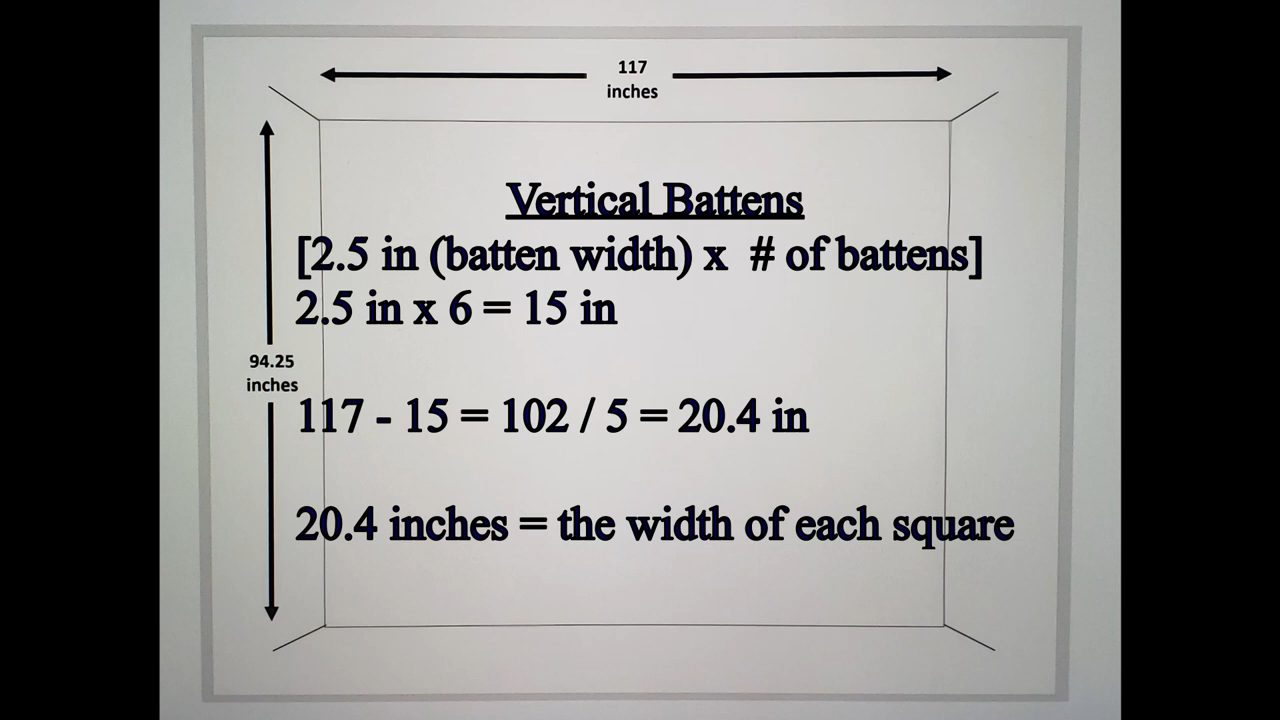 117
inches
Vertical Battens
[2.5 in (batten width) x # of battens]
2.5 in x 6 = 15 in
94.25
inches
117 - 15 = 102 / 5 = 20.4 in
20.4 inches = the width of each square